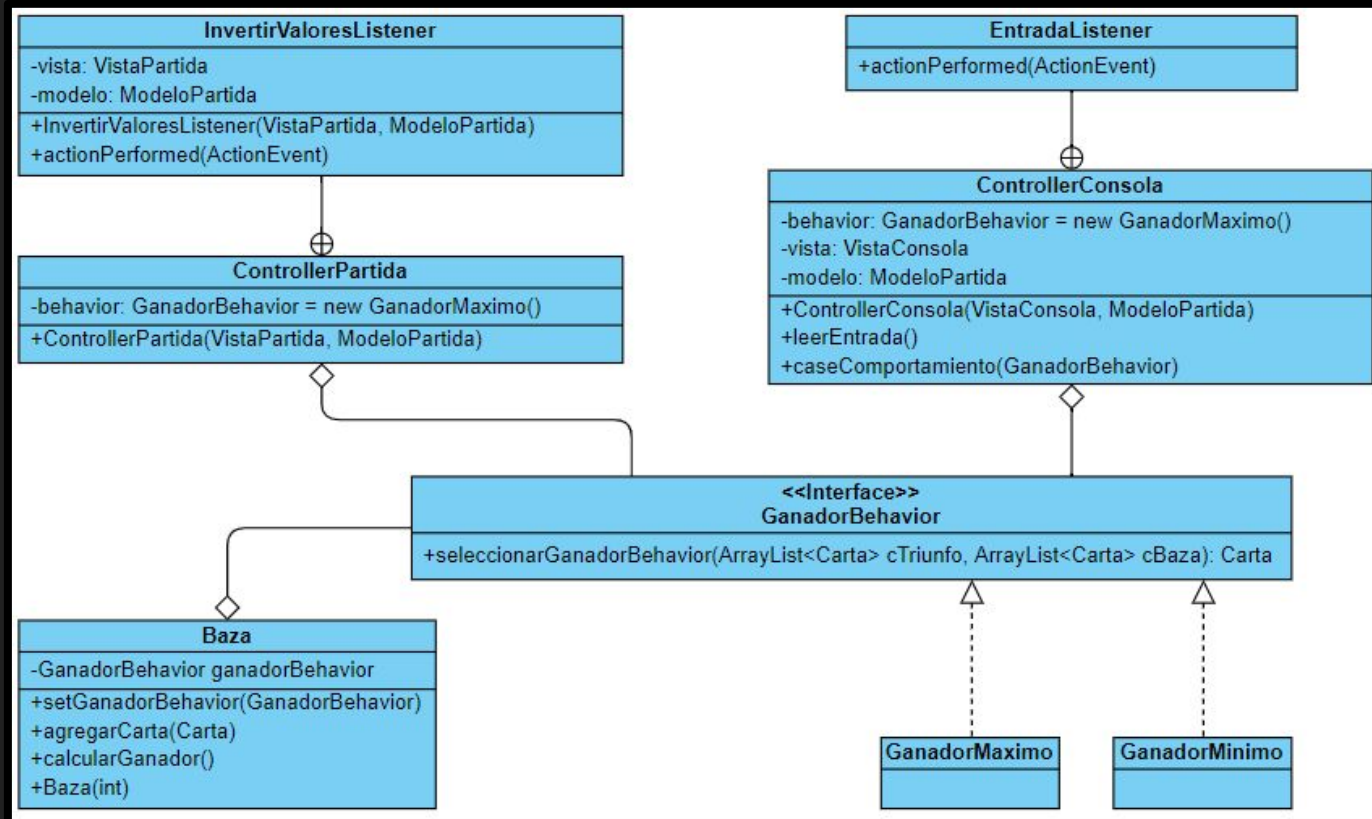 InvertirValoresListener
-vista: VistaPartida
-modelo: ModeloPartida
+InvertirValoresListener(VistaPartida, ModeloPartida)
+actionPerformed(ActionEvent)
EntradaListener
+actionPerformed(ActionEvent)
ControllerPartida
-behavior: GanadorBehavior = new GanadorMaximo()
+ControllerPartida(VistaPartida, ModeloPartida)
ControllerConsola
-behavior: GanadorBehavior = new GanadorMaximo()
-vista: VistaConsola
-modelo: ModeloPartida
+ControllerConsola(VistaConsola, ModeloPartida)
+leerEntrada()
+caseComportamiento(GanadorBehavior)
<<Interface>>
GanadorBehavior
+seleccionarGanadorBehavior(ArrayList<Carta> cTriunfo, ArrayList<Carta> cBaza): Carta
Baza
-GanadorBehavior ganadorBehavior
+setGanadorBehavior(GanadorBehavior)
+agregarCarta(Carta)
+calcularGanador()
+Baza(int)
GanadorMaximo
GanadorMinimo